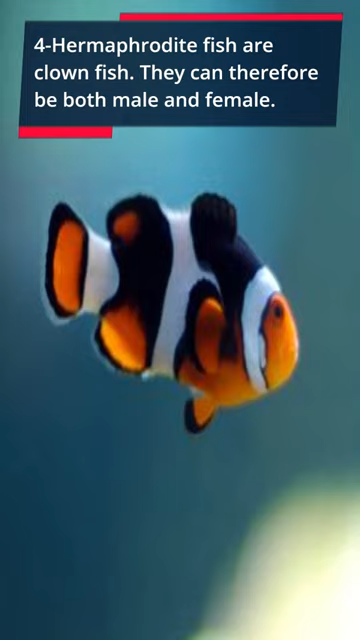 4-Hermaphrodite fish are
clown fish. They can therefore
be both male and female.